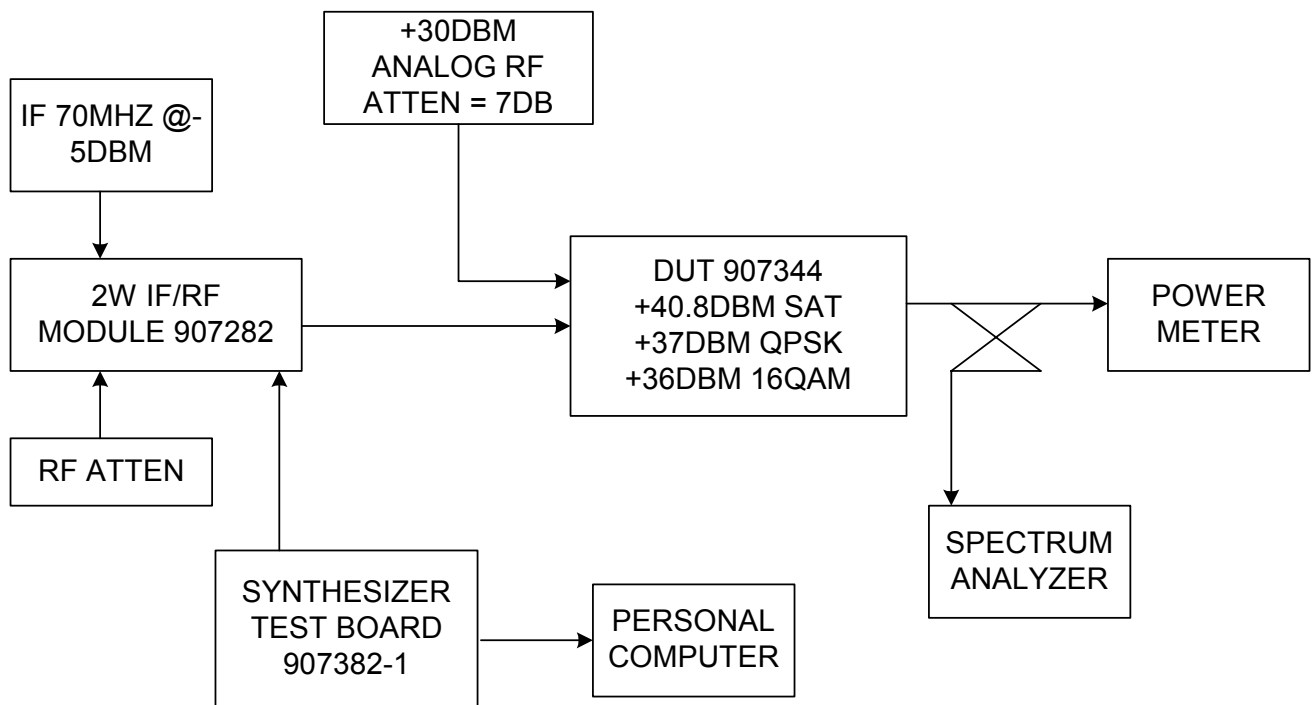 +30DBM
ANALOG RF
ATTEN = 7DB
IF 70MHZ @-
5DBM
2W IF/RF
MODULE 907282
DUT 907344
+40.8DBM SAT
+37DBM QPSK
+36DBM 16QAM
POWER
METER
RF ATTEN
SPECTRUM
ANALYZER
SYNTHESIZER
TEST BOARD
907382-1
PERSONAL
COMPUTER